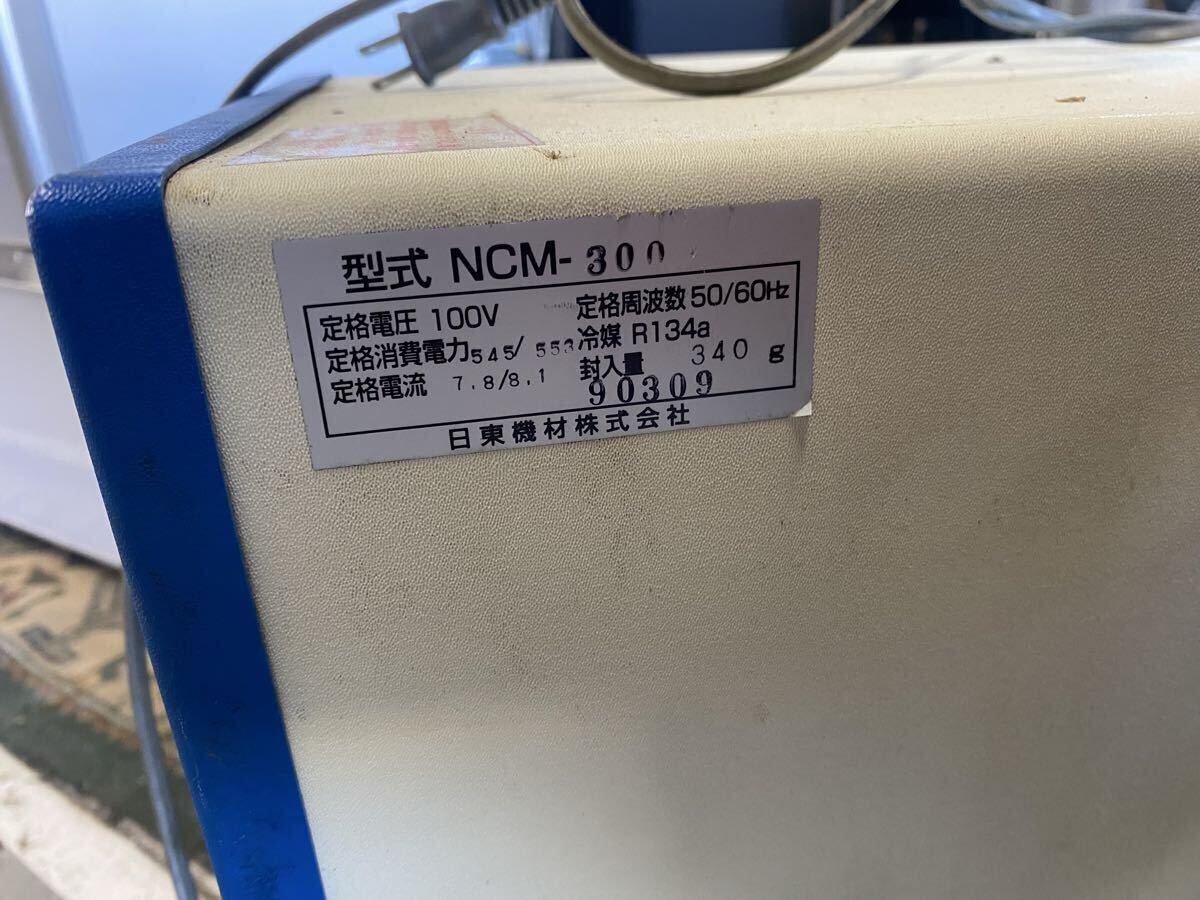 型式 NCM-300
定格電圧 100V 定格周波数 50/60Hz
定格消費電力 545/553 冷媒 R134a
定格電流 7.8/8.1 封入量 340 g
90309
日東機材株式会社